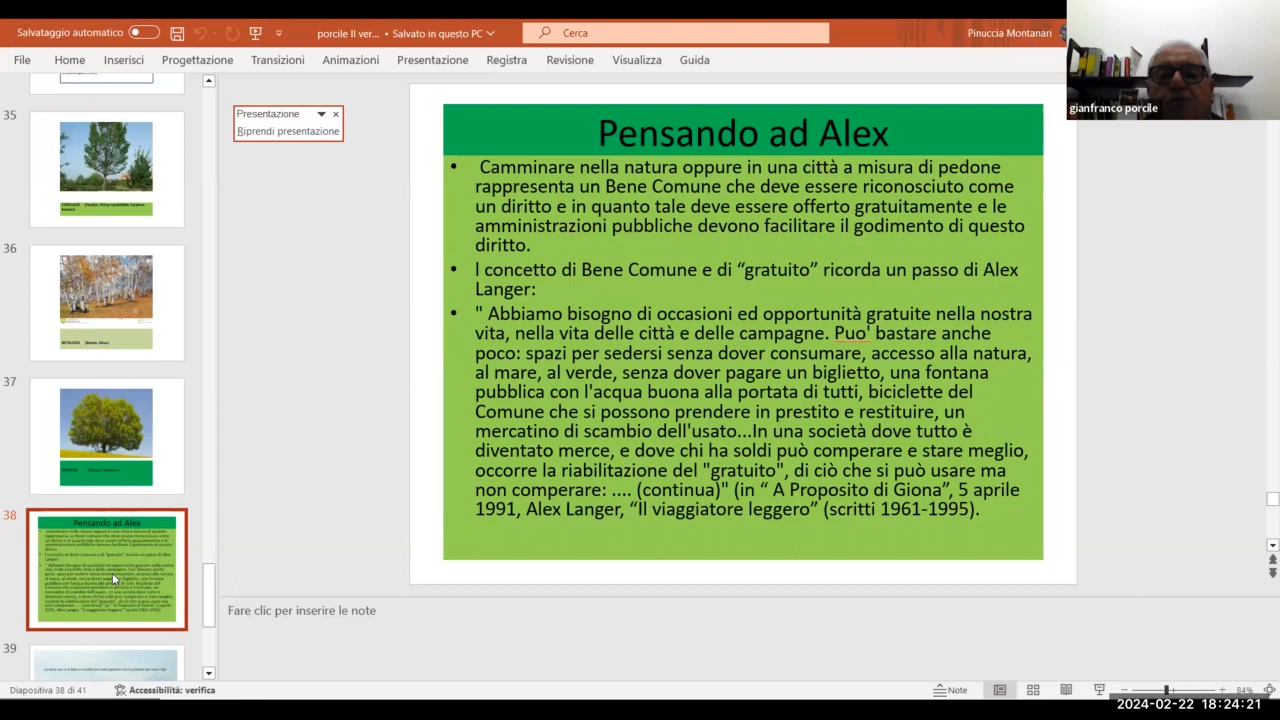 Salvataggio automatico
porcile Il ver... • Salvato in questo PC
Cerca
Pinuccia Montanari
File Home Inserisci Progettazione Transizioni Animazioni Presentazione Registra Revisione Visualizza Guida
gianfranco porcile
Presentazione
Riprendi presentazione
35
36
37
38
39
Pensando ad Alex
Pensando ad Alex
• Camminare nella natura oppure in una città a misura di pedone
rappresenta un Bene Comune che deve essere riconosciuto come
un diritto e in quanto tale deve essere offerto gratuitamente e le
amministrazioni pubbliche devono facilitare il godimento di questo
diritto.
• l concetto di Bene Comune e di “gratuito” ricorda un passo di Alex
Langer:
• " Abbiamo bisogno di occasioni ed opportunità gratuite nella nostra
vita, nella vita delle città e delle campagne. Puo' bastare anche
poco: spazi per sedersi senza dover consumare, accesso alla natura,
al mare, al verde, senza dover pagare un biglietto, una fontana
pubblica con l'acqua buona alla portata di tutti, biciclette del
Comune che si possono prendere in prestito e restituire, un
mercatino di scambio dell'usato...In una società dove tutto è
diventato merce, e dove chi ha soldi può comperare e stare meglio,
occorre la riabilitazione del "gratuito", di ciò che si può usare ma
non comperare: .... (continua)" (in “ A Proposito di Giona”, 5 aprile
1991, Alex Langer, “Il viaggiatore leggero” (scritti 1961-1995).
Fare clic per inserire le note
Diapositiva 38 di 41
Accessibilità: verifica
Note
84%
2024-02-22 18:24:21